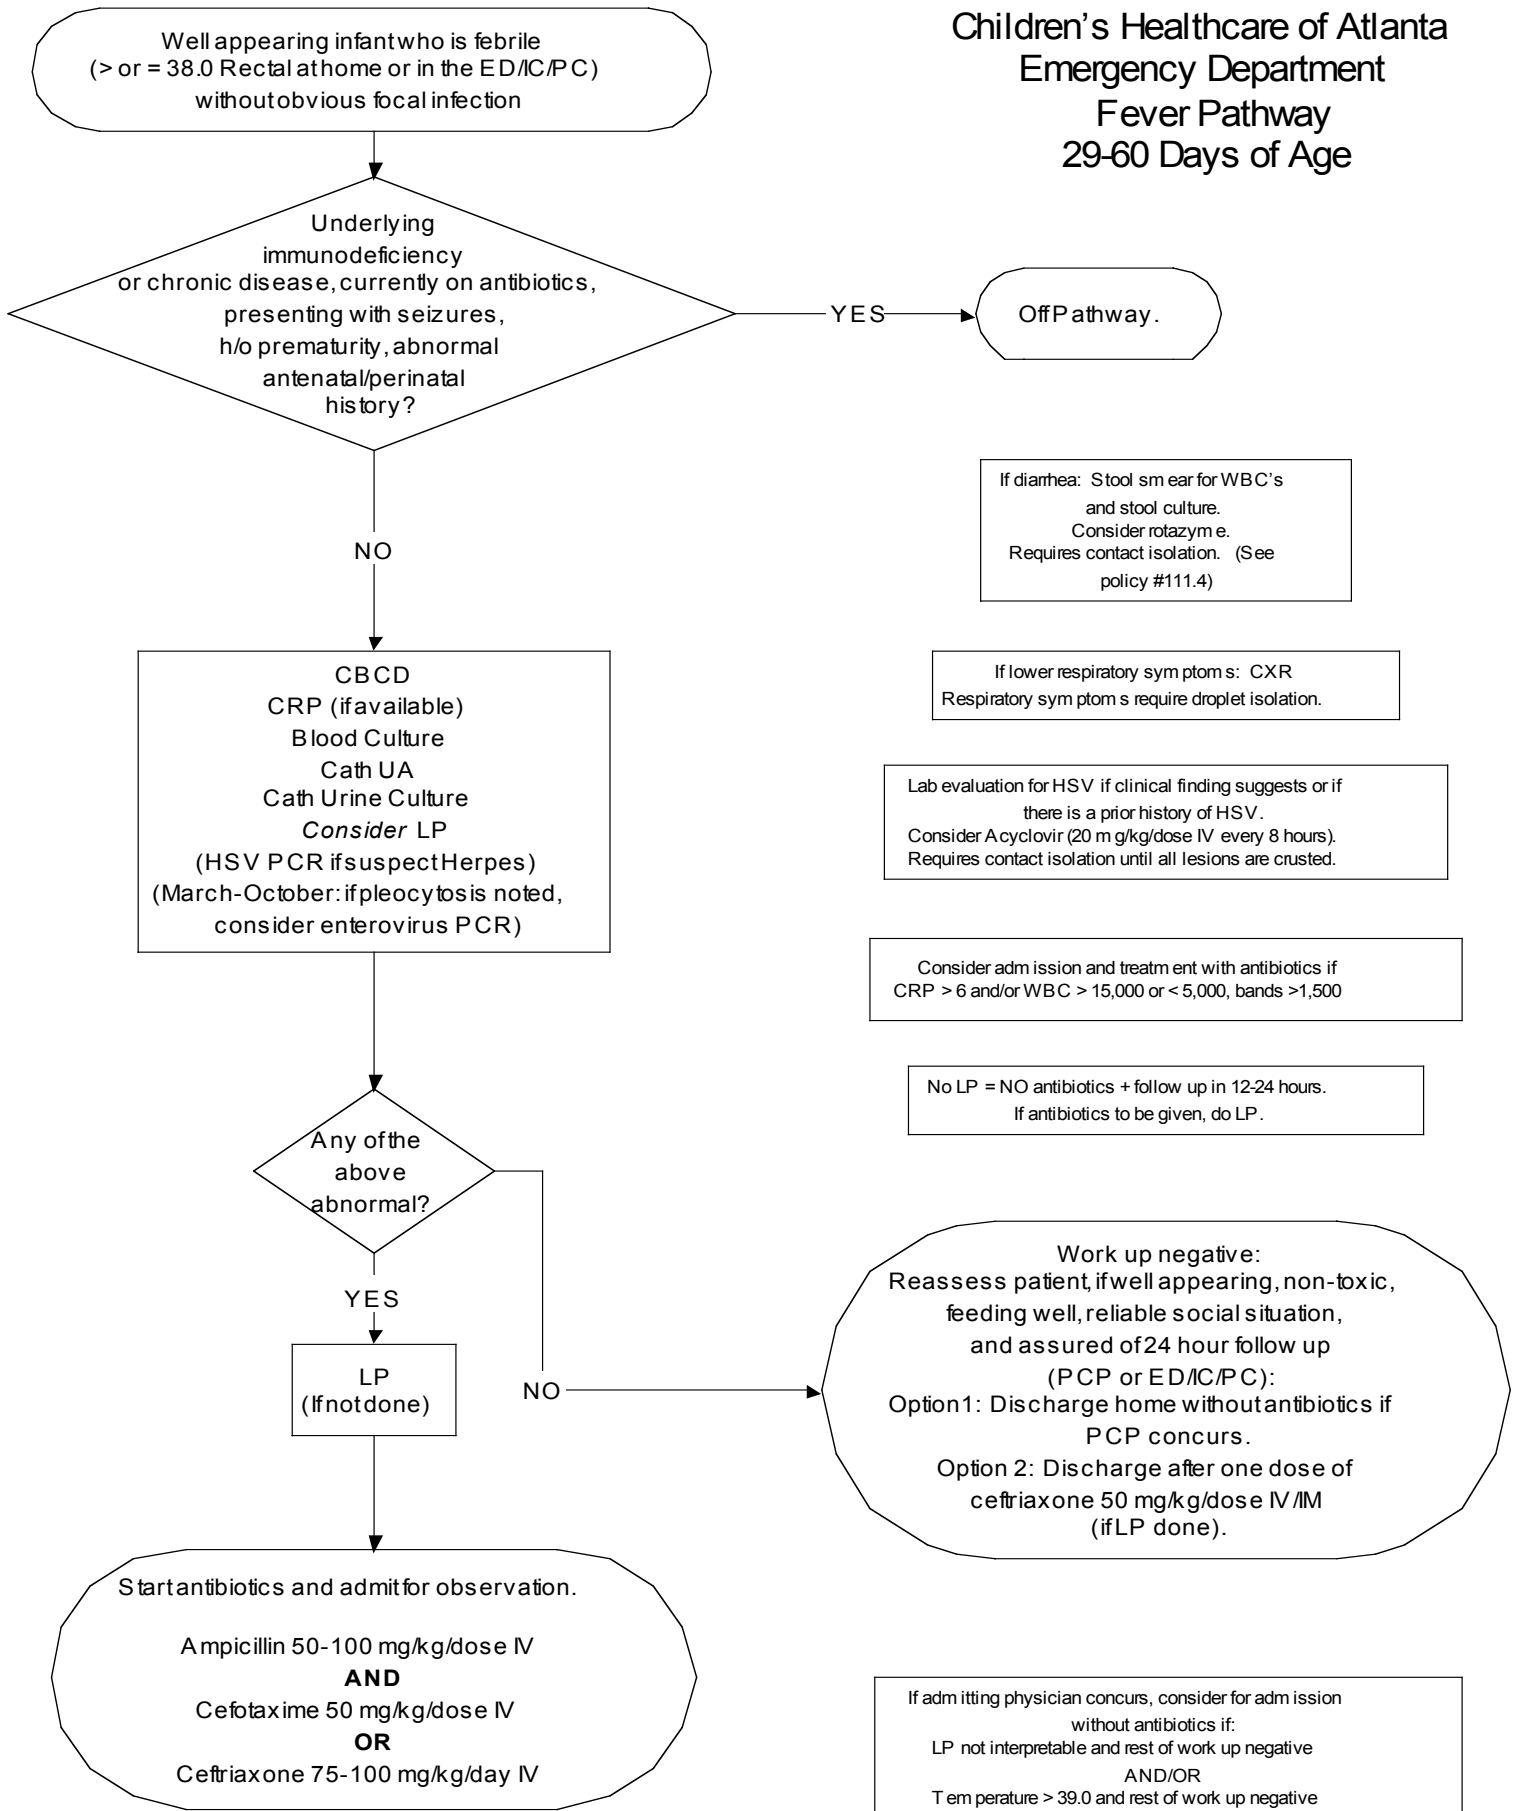 Children's Healthcare of Atlanta
Emergency Department
Fever Pathway
29-60 Days of Age
Well appearing infant who is febrile
(> or = 38.0 Rectal at home or in the ED/IC/PC)
without obvious focal infection
Underlying
immunodeficiency
or chronic disease, currently on antibiotics,
presenting with seizures,
h/o prematurity, abnormal
antenatal/perinatal
history?
YES
Off Pathway.
NO
If diarrhea: Stool smear for WBC's
and stool culture.
Consider rotazyme.
Requires contact isolation. (See
policy #111.4)
CBCD
CRP (if available)
Blood Culture
Cath UA
Cath Urine Culture
Consider LP
(HSV PCR if suspect Herpes)
(March-October: if pleocytosis noted,
consider enterovirus PCR)
If lower respiratory symptoms: CXR
Respiratory symptoms require droplet isolation.
Lab evaluation for HSV if clinical finding suggests or if
there is a prior history of HSV.
Consider Acyclovir (20 mg/kg/dose IV every 8 hours).
Requires contact isolation until all lesions are crusted.
Consider admission and treatment with antibiotics if
CRP > 6 and/or WBC > 15,000 or < 5,000, bands >1,500
No LP = NO antibiotics + follow up in 12-24 hours.
If antibiotics to be given, do LP.
Any of the
above
abnormal?
YES
NO
LP
(If not done)
Work up negative:
Reassess patient, if well appearing, non-toxic,
feeding well, reliable social situation,
and assured of 24 hour follow up
(PCP or ED/IC/PC):
Option1: Discharge home without antibiotics if
PCP concurs.
Option 2: Discharge after one dose of
ceftriaxone 50 mg/kg/dose IV/IM
(if LP done).
Start antibiotics and admit for observation.
Ampicillin 50-100 mg/kg/dose IV
AND
Cefotaxime 50 mg/kg/dose IV
OR
Ceftriaxone 75-100 mg/kg/day IV
If admitting physician concurs, consider for admission
without antibiotics if:
LP not interpretable and rest of work up negative
AND/OR
Temperature > 39.0 and rest of work up negative